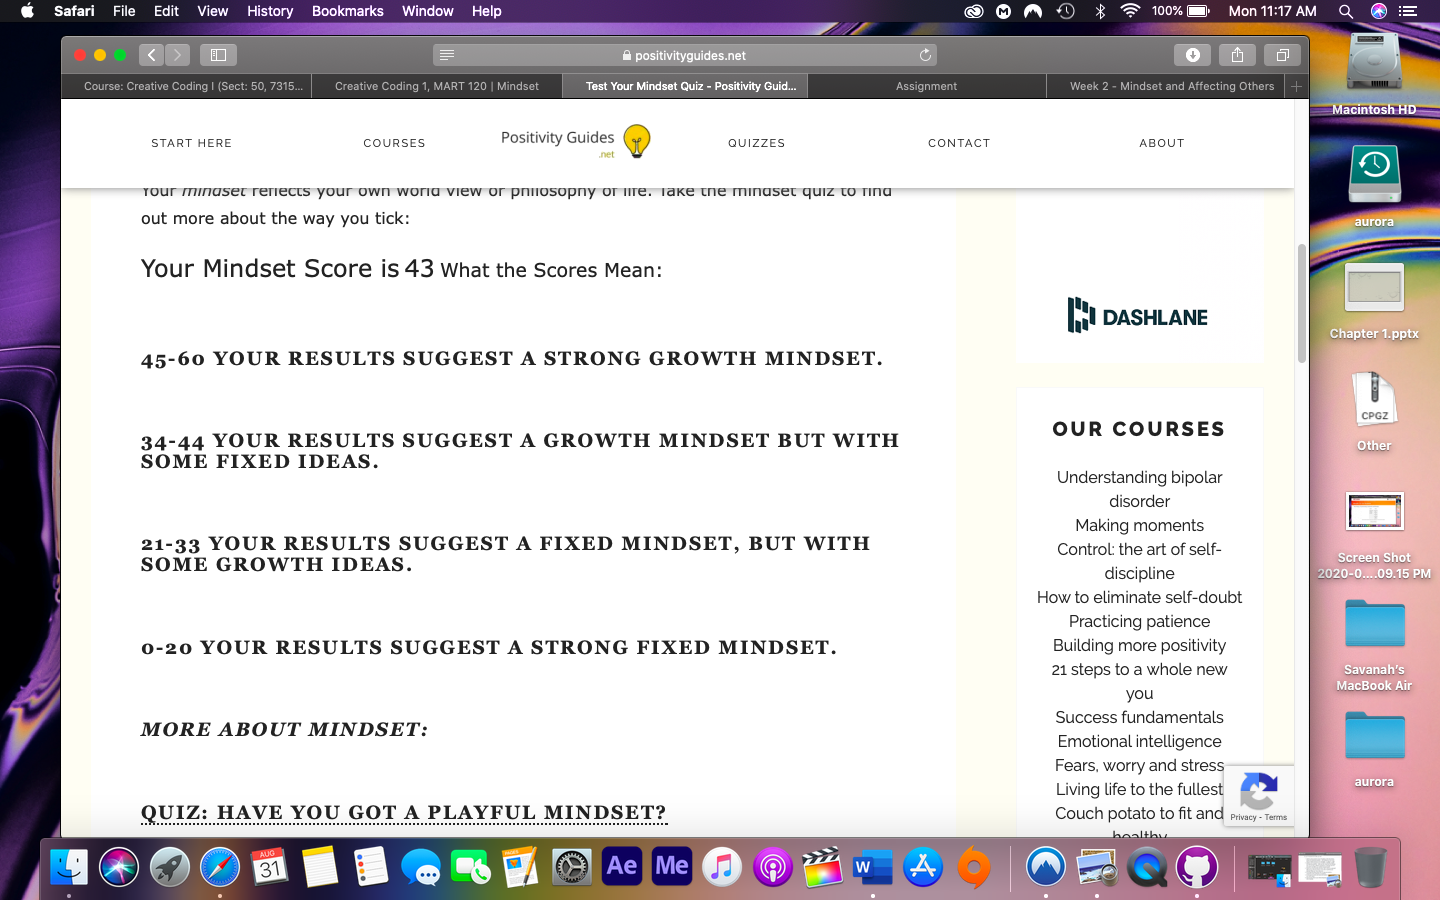 Safari File Edit View History Bookmarks Window Help 100% Mon 11:17 AM
positivityguides.net
Course: Creative Coding I (Sect: 50, 7315... Creative Coding 1, MART 120 | Mindset Test Your Mindset Quiz - Positivity Guid... Assignment Week 2 - Mindset and Affecting Others
START HERE COURSES Positivity Guides .net QUIZZES CONTACT ABOUT
Your mindset reflects your own world view or philosophy of life. Take the mindset quiz to find
out more about the way you tick:
Your Mindset Score is 43 What the Scores Mean:
45-60 YOUR RESULTS SUGGEST A STRONG GROWTH MINDSET.
34-44 YOUR RESULTS SUGGEST A GROWTH MINDSET BUT WITH
SOME FIXED IDEAS.
21-33 YOUR RESULTS SUGGEST A FIXED MINDSET, BUT WITH
SOME GROWTH IDEAS.
0-20 YOUR RESULTS SUGGEST A STRONG FIXED MINDSET.
MORE ABOUT MINDSET:
QUIZ: HAVE YOU GOT A PLAYFUL MINDSET?
DASHLANE
OUR COURSES
Understanding bipolar
disorder
Making moments
Control: the art of self-
discipline
How to eliminate self-doubt
Practicing patience
Building more positivity
21 steps to a whole new
you
Success fundamentals
Emotional intelligence
Fears, worry and stress
Living life to the fullest
Couch potato to fit and
healthy
Privacy - Terms
Macintosh HD
aurora
Chapter 1.pptx
CPGZ
Other
Screen Shot
2020-0....09.15 PM
Savanah's
MacBook Air
aurora
AUG
31
Ae
Me
W